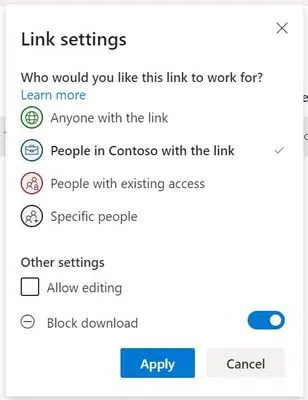 Link settings
Who would you like this link to work for?
Learn more
Anyone with the link
People in Contoso with the link
People with existing access
Specific people
Other settings
Allow editing
Block download
Apply
Cancel